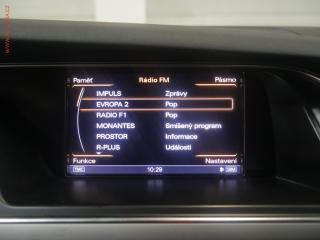 Paměť Rádio FM Pásmo
IMPULS Zprávy
EVROPA 2 Pop
RADIO F1 Pop
MONANTES Smíšený program
PROSTOR Informace
R-PLUS Události
Funkce Nastavení
TMC 10:29 SIM